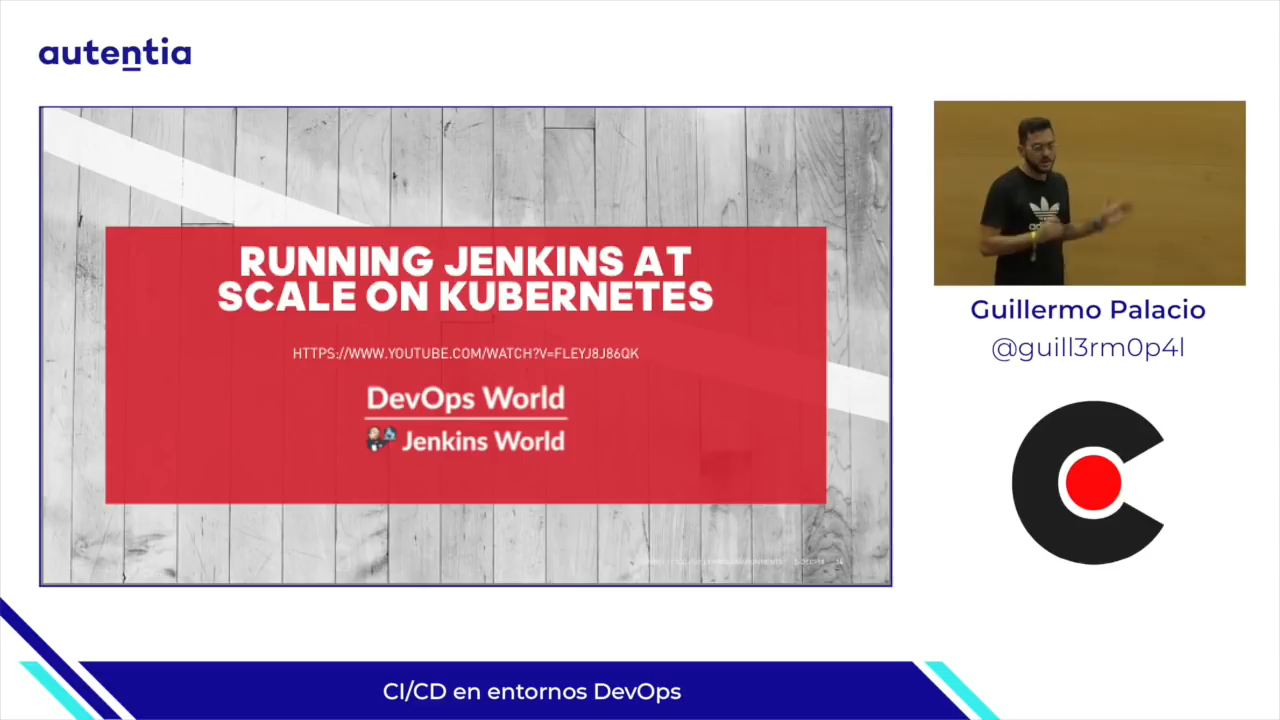 autentia
RUNNING JENKINS AT
SCALE ON KUBERNETES
HTTPS://WWW.YOUTUBE.COM/WATCH?V=FLEYJ8J86QK
DevOps World
Jenkins World
Guillermo Palacio
@guill3rm0p4l
CI/CD en entornos DevOps